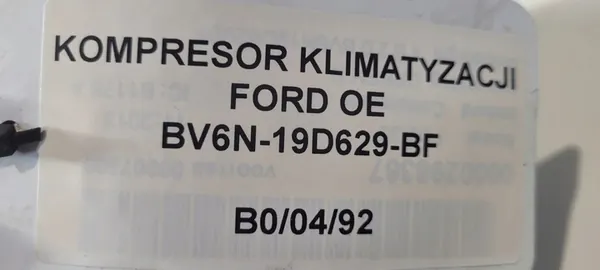 KOMPRESOR KLIMATYZACJI
FORD OE
BV6N-19D629-BF
B0/04/92